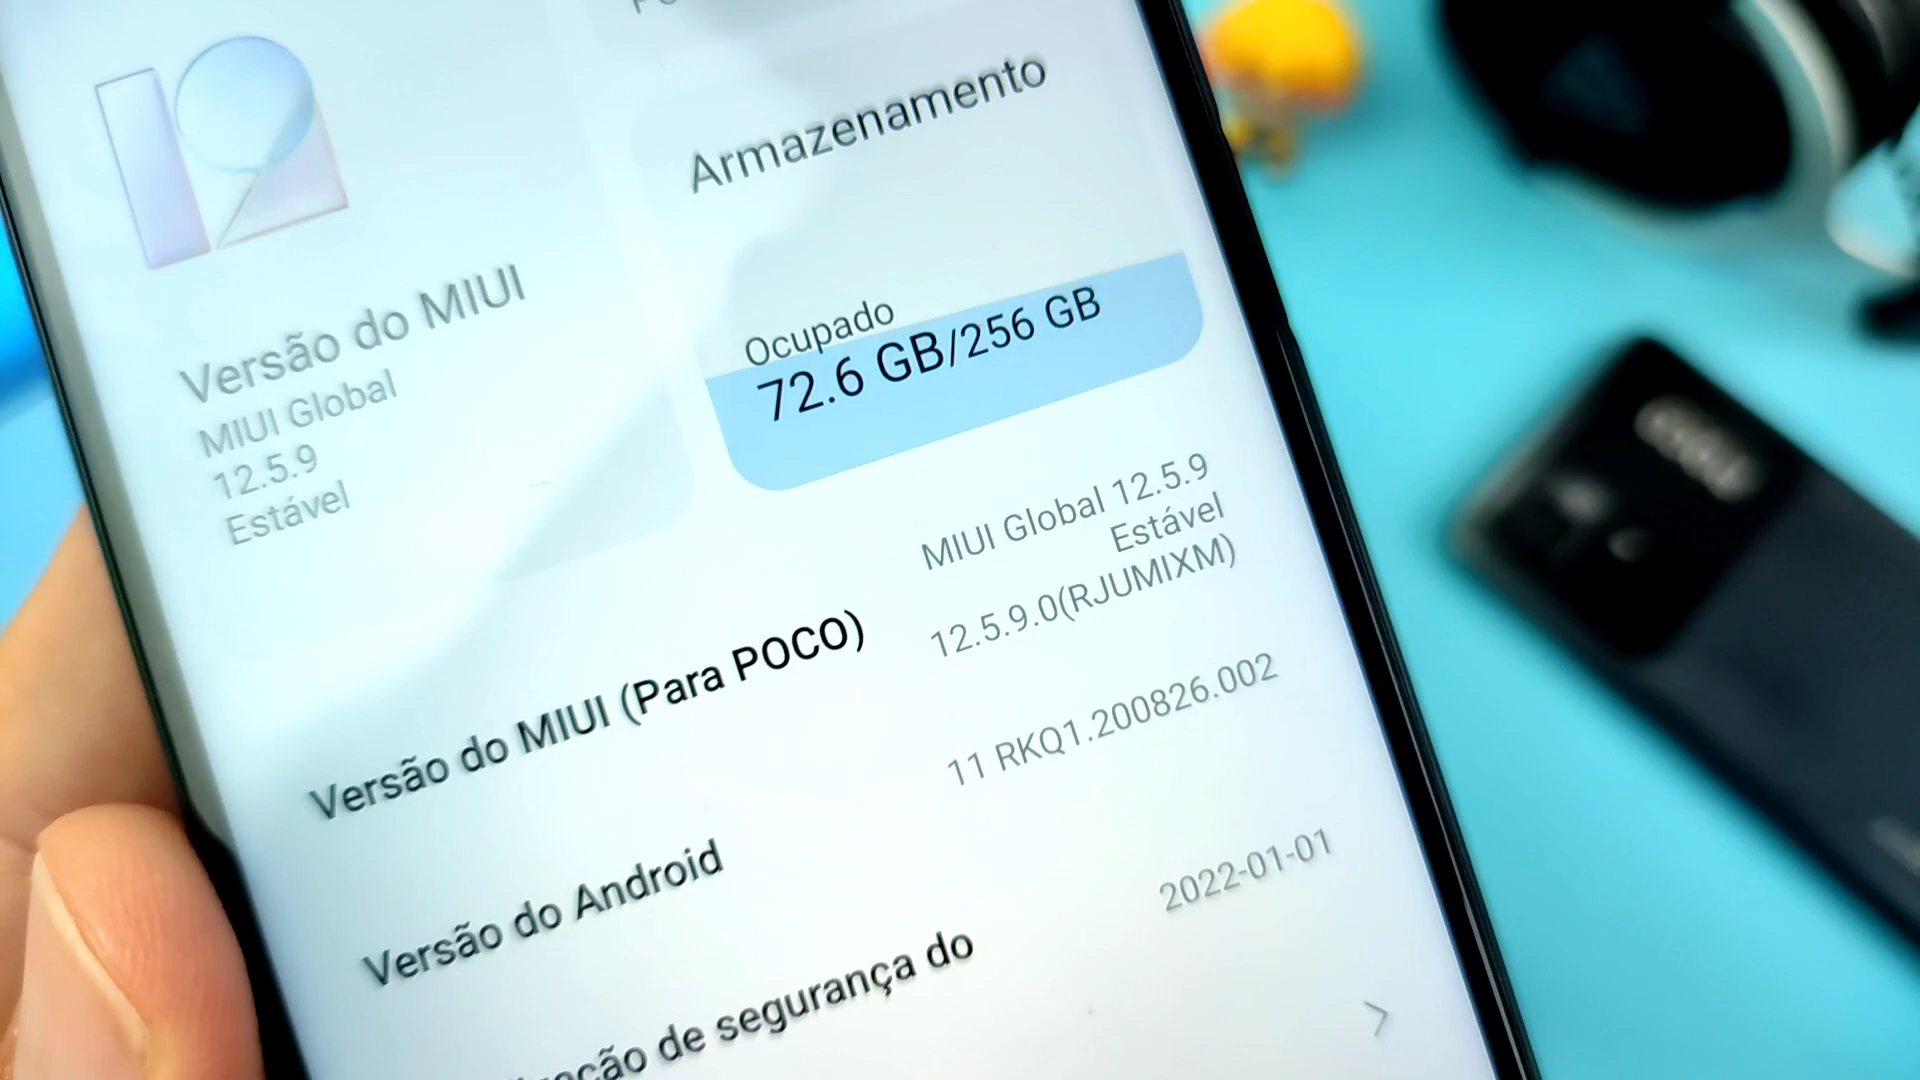 12
Versão do MIUI
MIUI Global
12.5.9
Estável
Armazenamento
Ocupado
72.6 GB/256 GB
Versão do MIUI (Para POCO)
MIUI Global 12.5.9
Estável
12.5.9.0(RJUMIXM)
Versão do Android
11 RKQ1.200826.002
de segurança do
2022-01-01